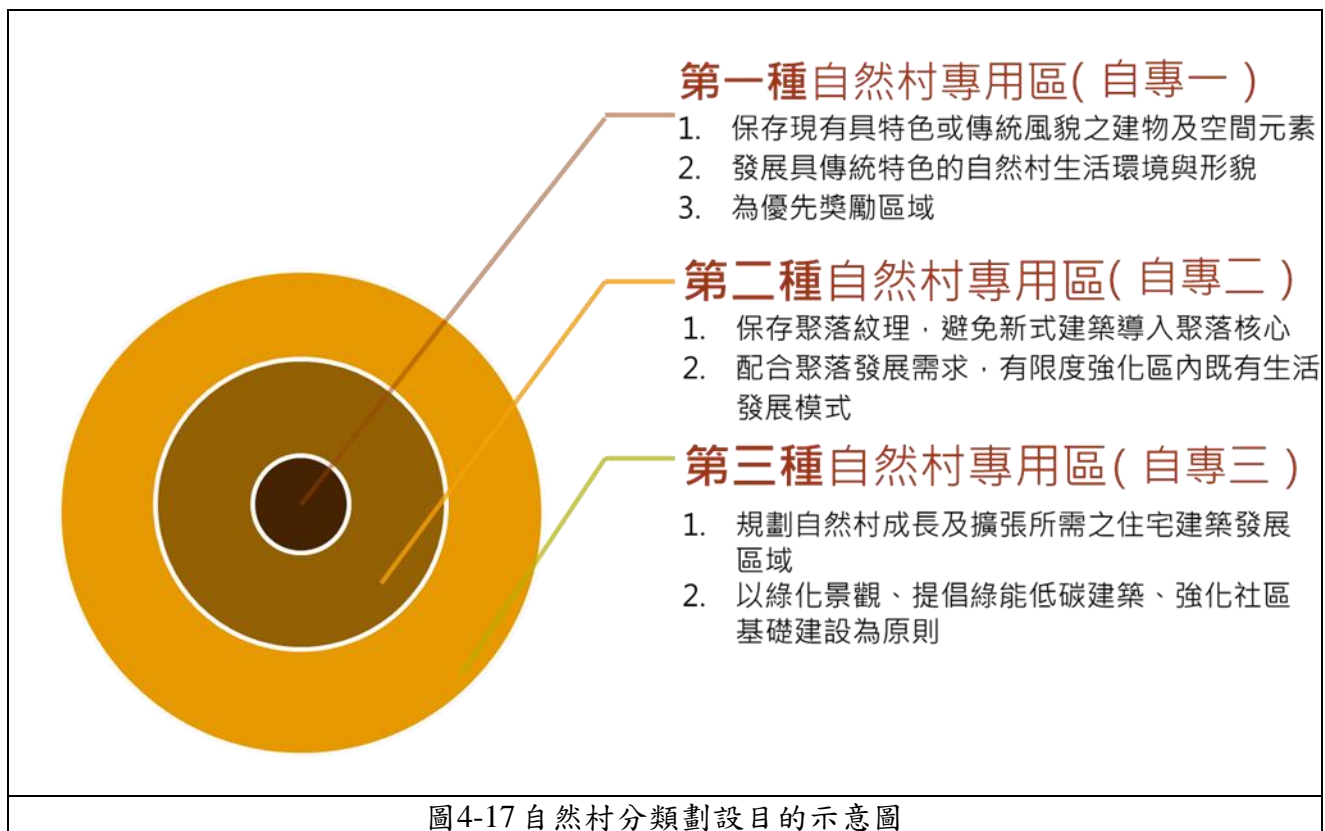 第一種自然村專用區(自專一)
1. 保存現有具特色或傳統風貌之建物及空間元素
2. 發展具傳統特色的自然村生活環境與形貌
3. 為優先獎勵區域
第二種自然村專用區(自專二)
1. 保存聚落紋理，避免新式建築導入聚落核心
2. 配合聚落發展需求，有限度強化區內既有生活
發展模式
第三種自然村專用區(自專三)
1. 規劃自然村成長及擴張所需之住宅建築發展
區域
2. 以綠化景觀、提倡綠能低碳建築、強化社區
基礎建設為原則
圖4-17自然村分類劃設目的示意圖